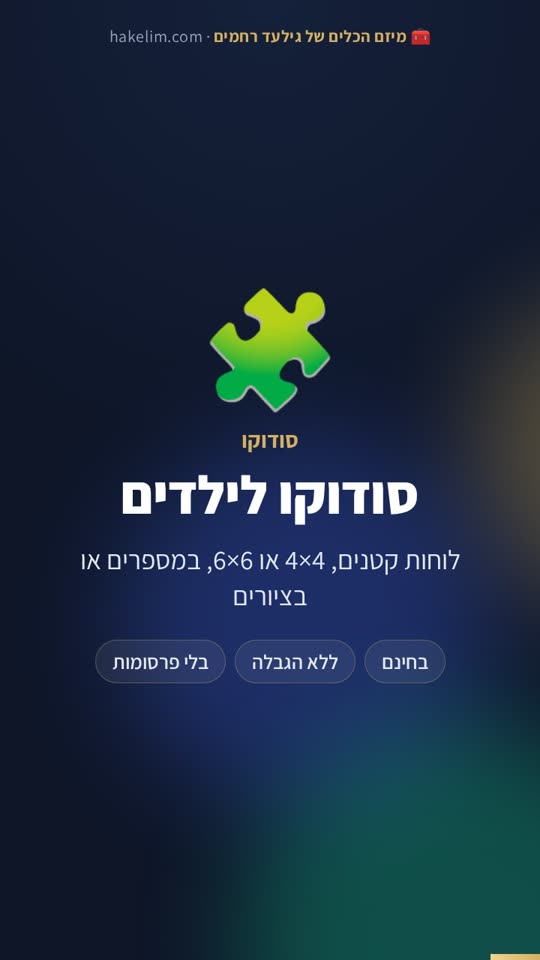 🧰 מיזם הכלים של גילעד רחמים · hakelim.com
סודוקו
סודוקו לילדים
לוחות קטנים, 4×4 או 6×6, במספרים או
בציורים
בחינם
ללא הגבלה
בלי פרסומות